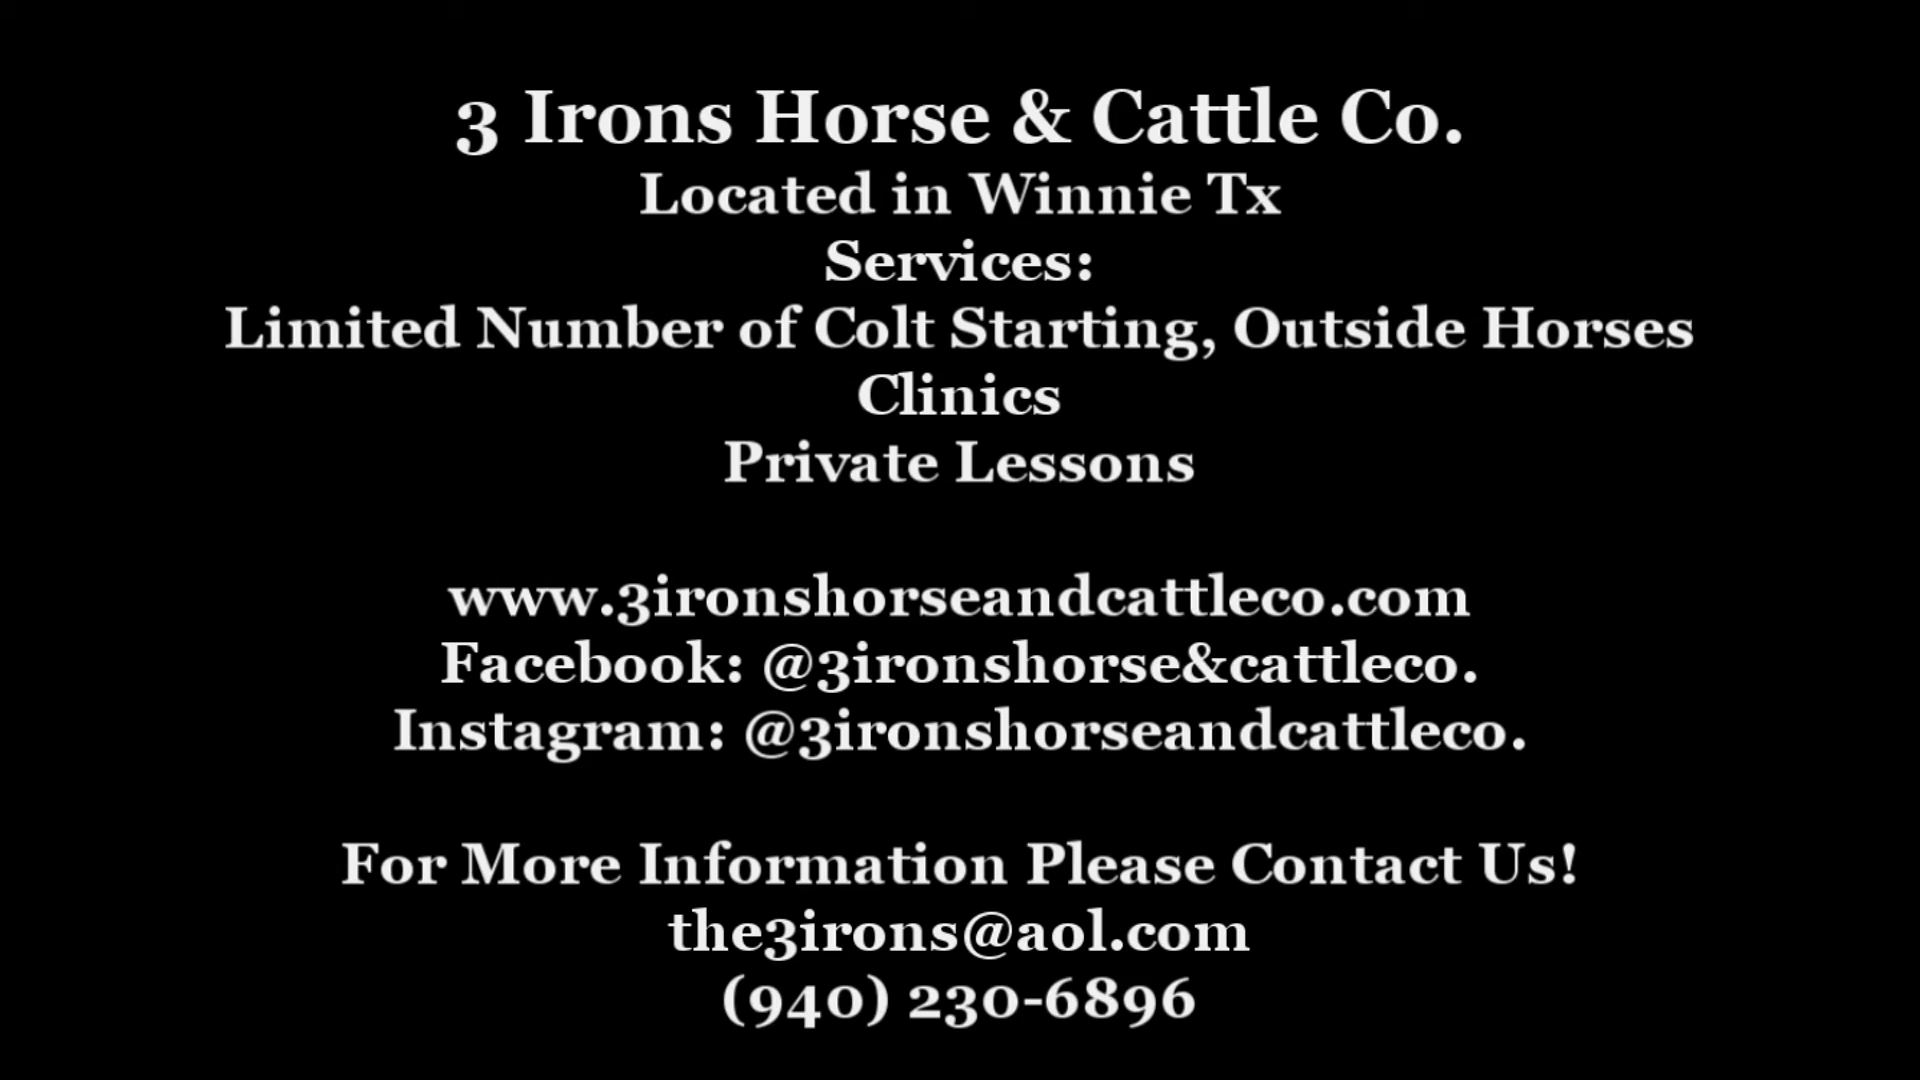 3 Irons Horse & Cattle Co.
Located in Winnie Tx
Services:
Limited Number of Colt Starting, Outside Horses
Clinics
Private Lessons
www.3ironshorseandcattleco.com
Facebook: @3ironshorse&cattleco.
Instagram: @3ironshorseandcattleco.
For More Information Please Contact Us!
the3irons@aol.com
(940) 230-6896